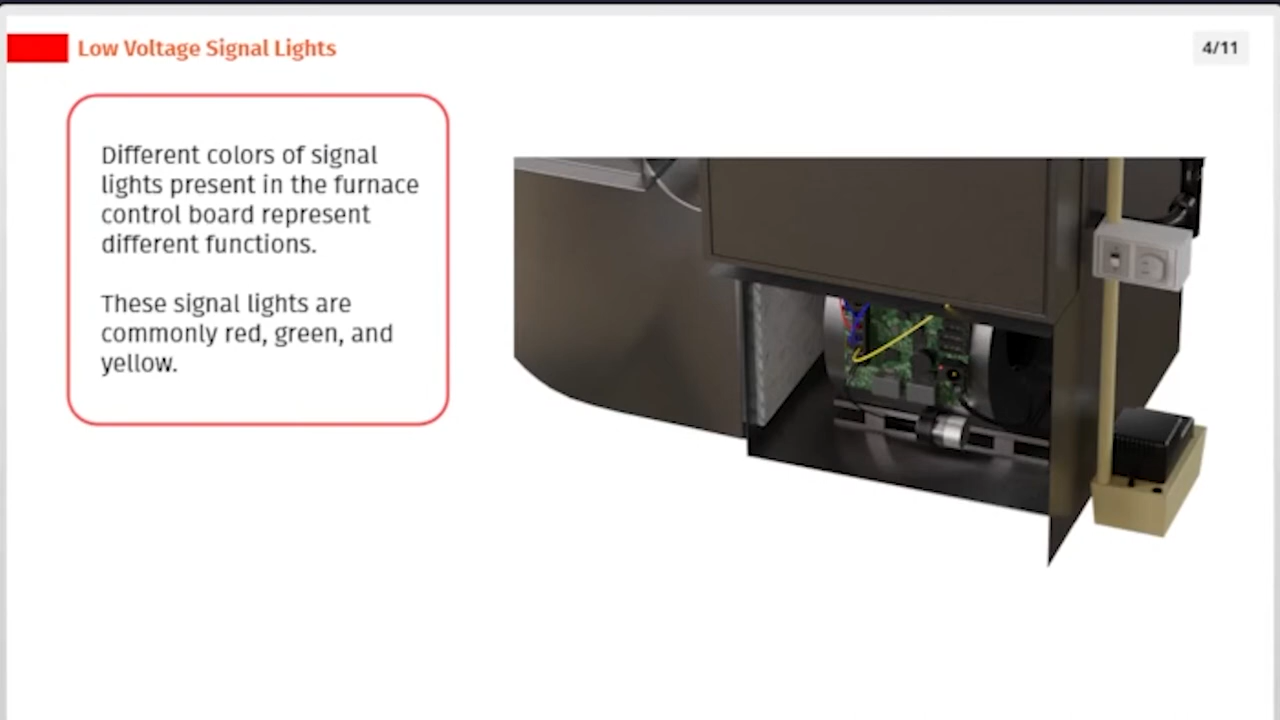 Low Voltage Signal Lights
4/11
Different colors of signal
lights present in the furnace
control board represent
different functions.
These signal lights are
commonly red, green, and
yellow.